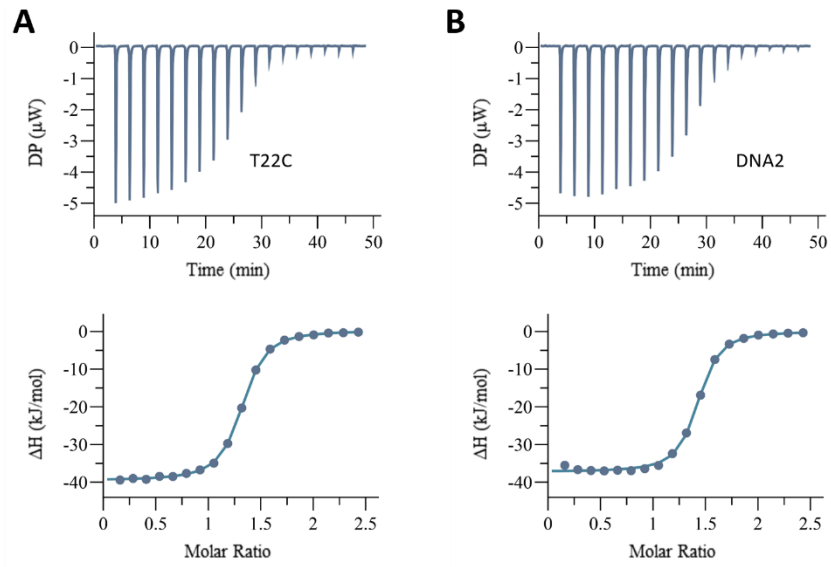 A
0
-1
-2
-3
-4
-5
DP (μW)
T22C
0 10 20 30 40 50
Time (min)
0
-10
-20
-30
-40
ΔH (kJ/mol)
0 0.5 1 1.5 2 2.5
Molar Ratio
B
0
-1
-2
-3
-4
-5
DP (μW)
DNA2
0 10 20 30 40 50
Time (min)
0
-10
-20
-30
-40
ΔH (kJ/mol)
0 0.5 1 1.5 2 2.5
Molar Ratio